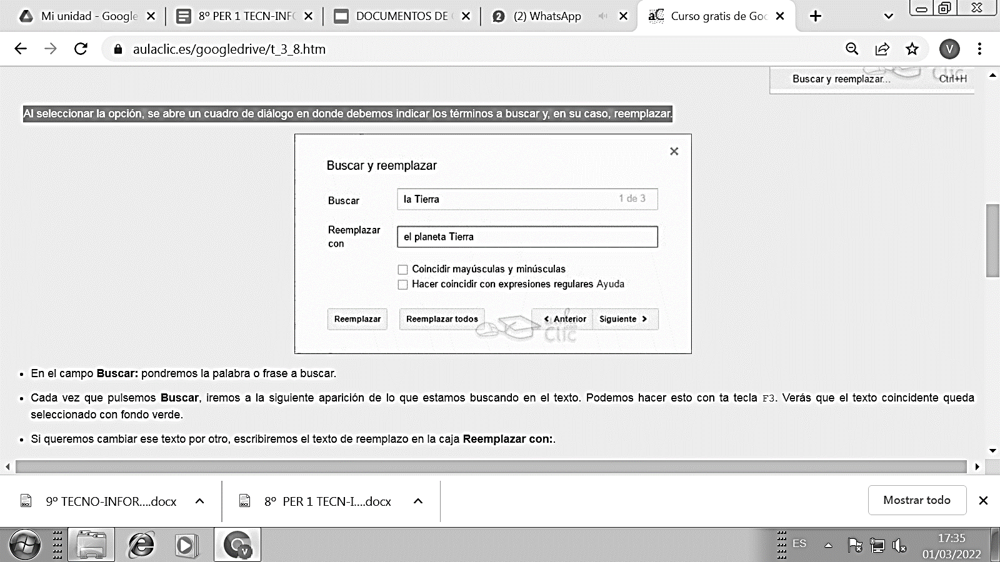 Mi unidad - Google
8º PER 1 TECN-INFO
DOCUMENTOS DE
2 (2) WhatsApp
aC Curso gratis de Goo
aulaclic.es/googledrive/t_3_8.htm
V
Buscar y reemplazar... Ctrl+H
Al seleccionar la opción, se abre un cuadro de diálogo en donde debemos indicar los términos a buscar y, en su caso, reemplazar.
Buscar y reemplazar
Buscar
la Tierra 1 de 3
Reemplazar
con
el planeta Tierra
Coincidir mayúsculas y minúsculas
Hacer coincidir con expresiones regulares Ayuda
Reemplazar Reemplazar todos Anterior Siguiente
Clic
• En el campo Buscar: pondremos la palabra o frase a buscar.
• Cada vez que pulsemos Buscar, iremos a la siguiente aparición de lo que estamos buscando en el texto. Podemos hacer esto con ta tecla F3. Verás que el texto coincidente queda
seleccionado con fondo verde.
• Si queremos cambiar ese texto por otro, escribiremos el texto de reemplazo en la caja Reemplazar con:.
9º TECNO-INFOR....docx
8º PER 1 TECN-I....docx
Mostrar todo
ES
17:35
01/03/2022